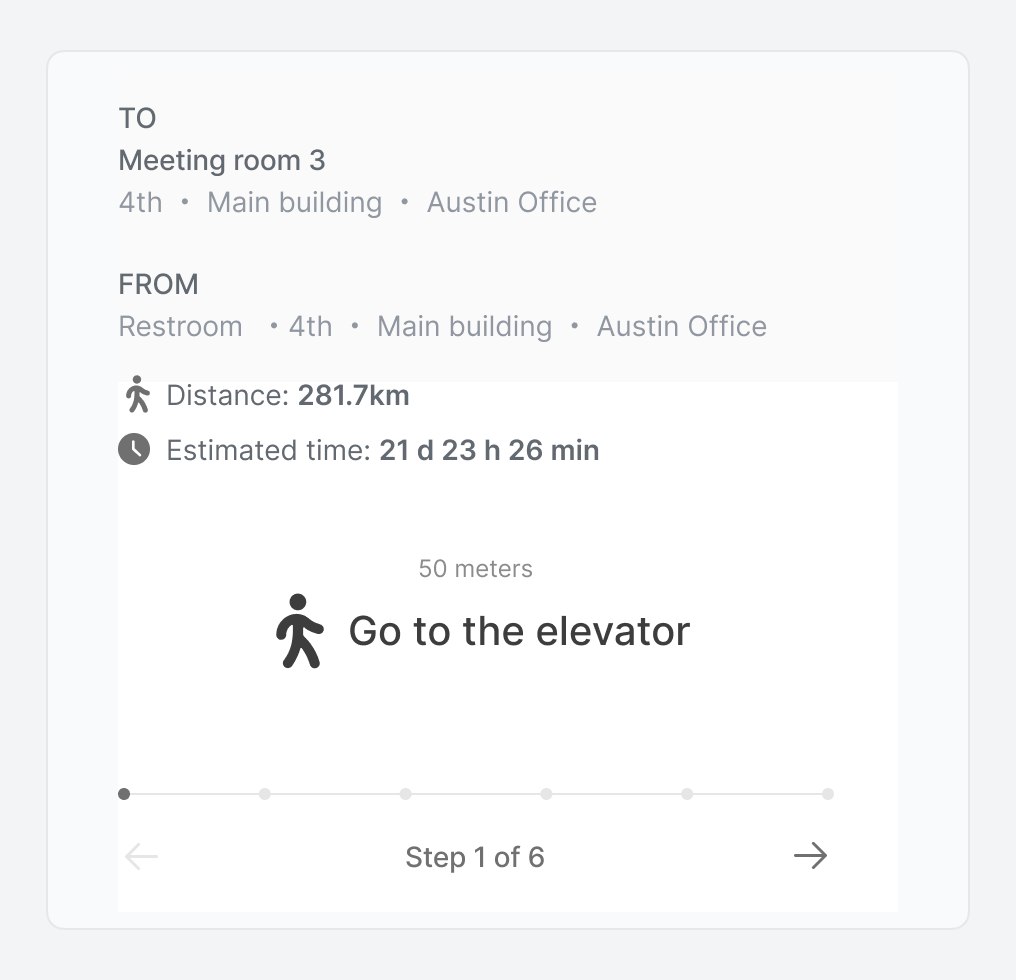 TO
Meeting room 3
4th • Main building • Austin Office
FROM
Restroom • 4th • Main building • Austin Office
Distance: 281.7km
Estimated time: 21 d 23 h 26 min
50 meters
Go to the elevator
Step 1 of 6